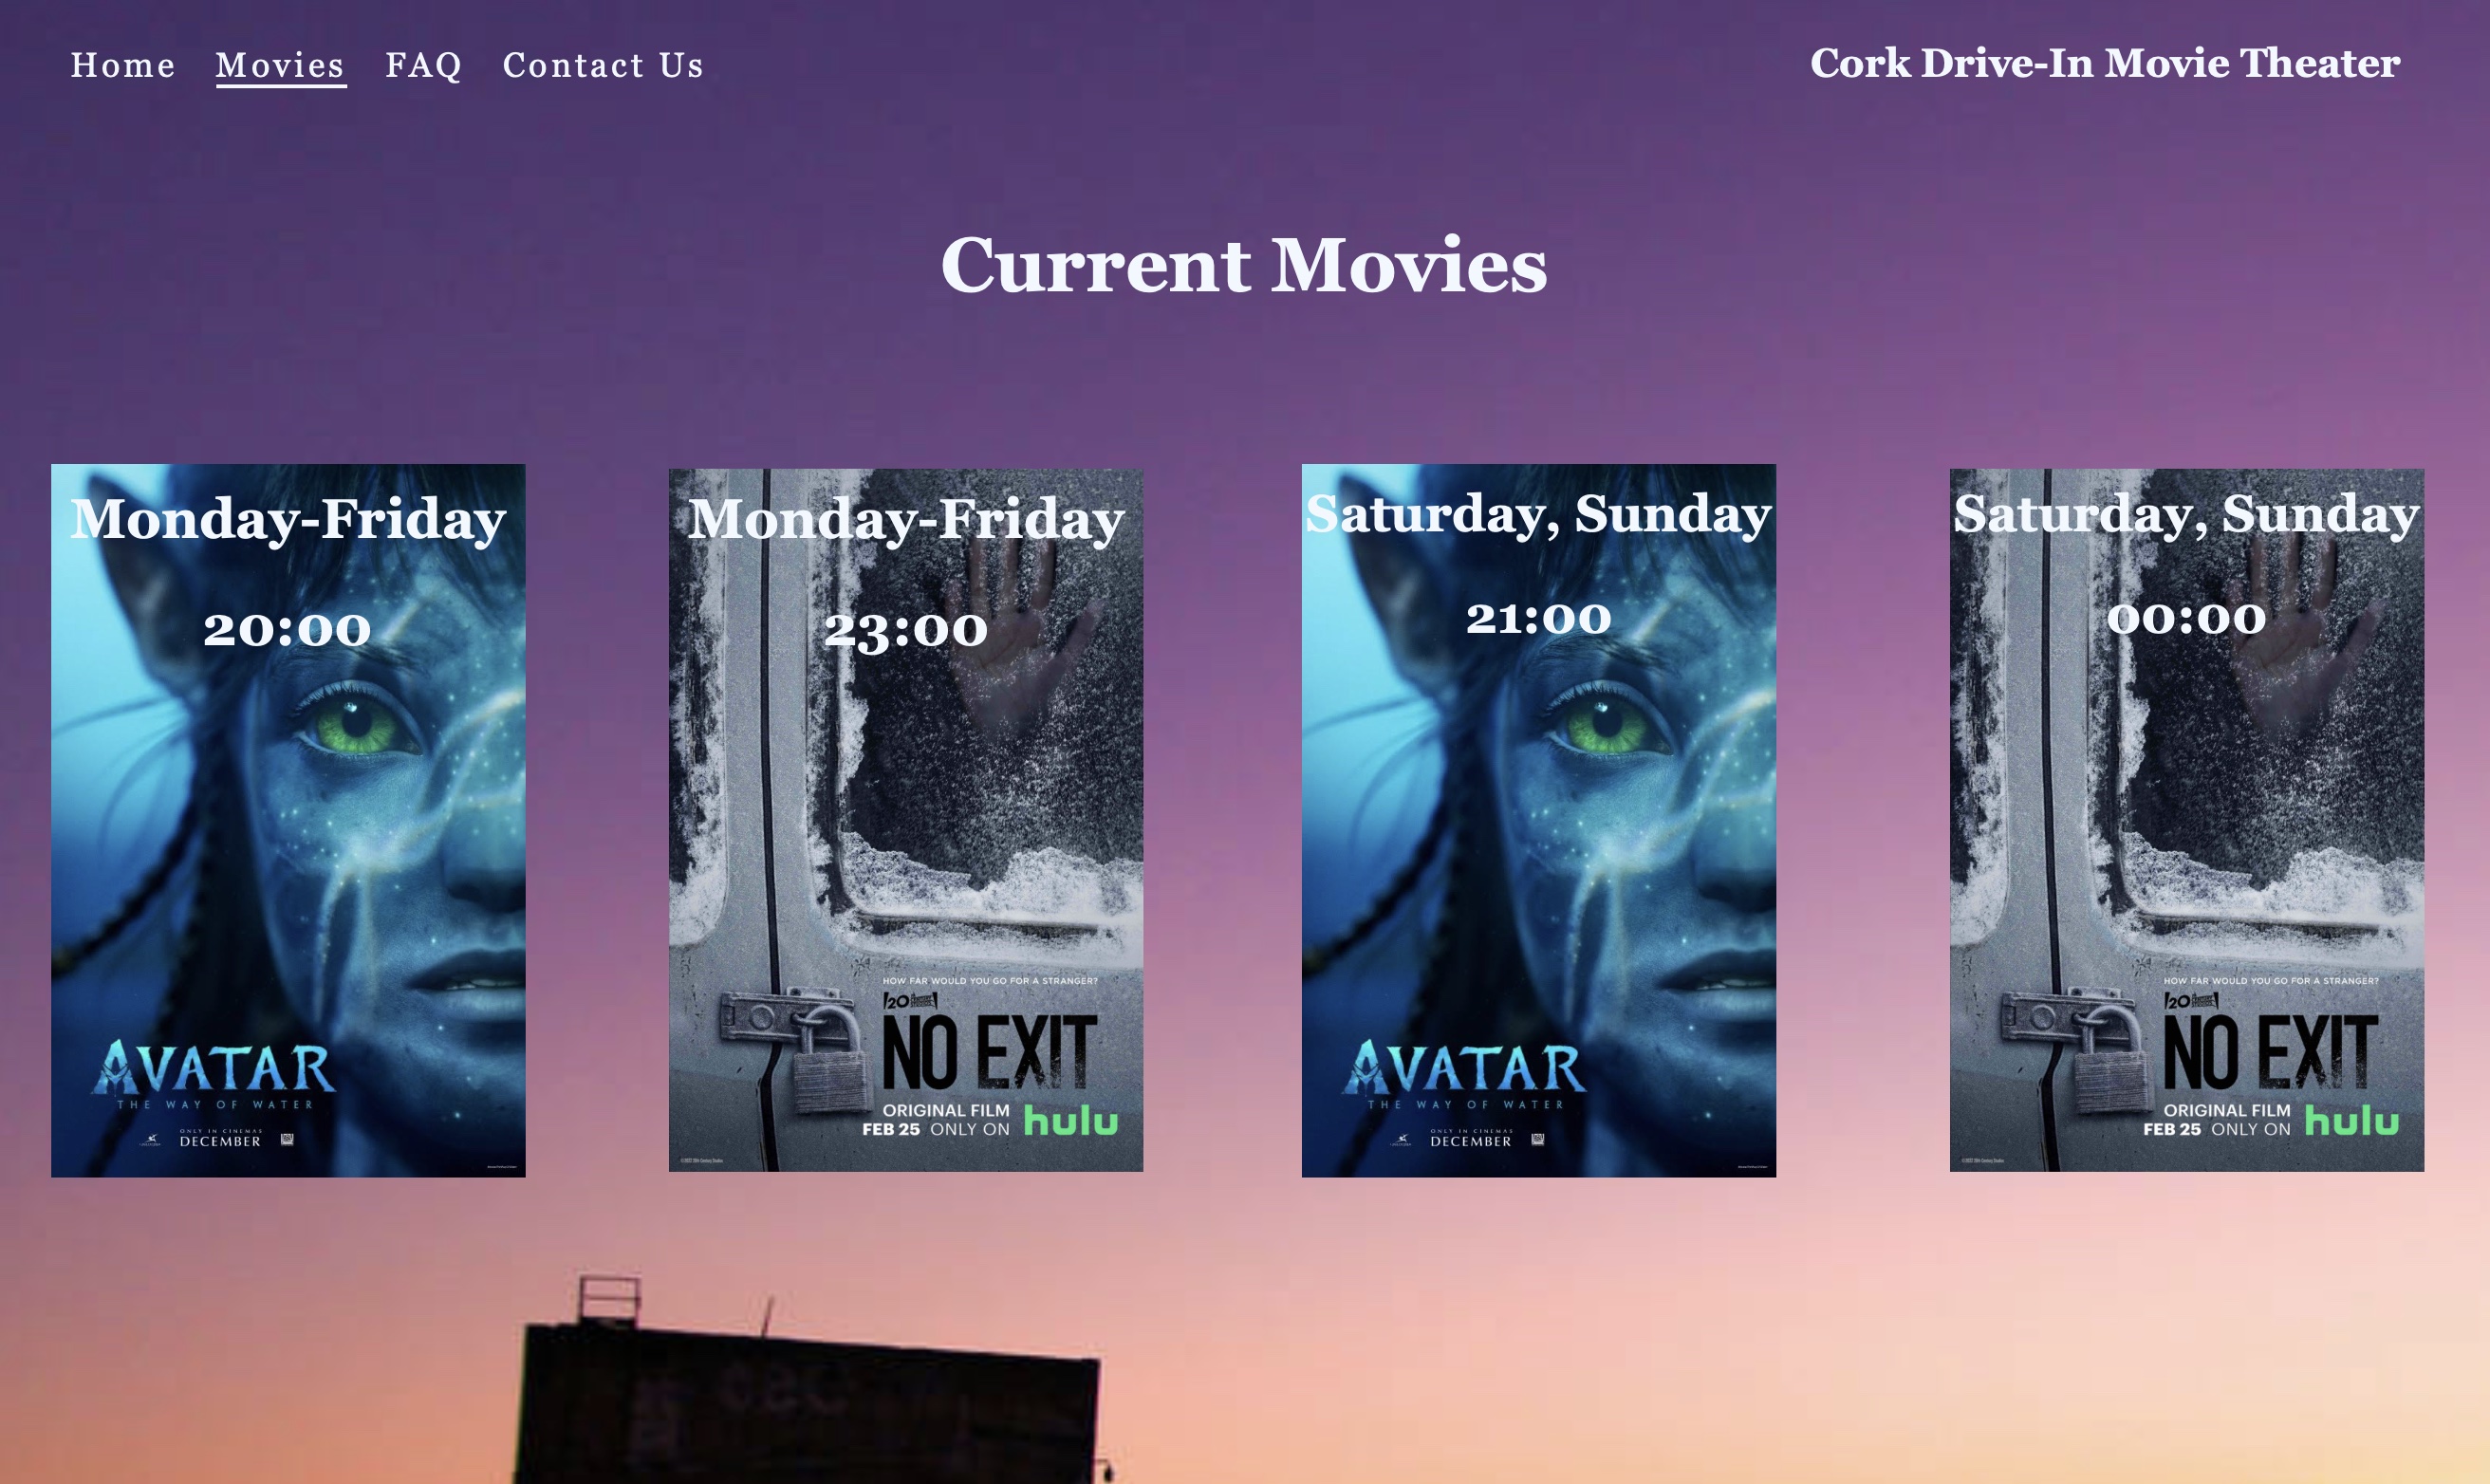 Home Movies FAQ Contact Us Cork Drive-In Movie Theater
Current Movies
Monday-Friday
20:00
AVATAR
THE WAY OF WATER
ONLY IN CINEMAS
DECEMBER
Monday-Friday
23:00
HOW FAR WOULD YOU GO FOR A STRANGER?
20
NO EXIT
ORIGINAL FILM
FEB 25 ONLY ON hulu
Saturday, Sunday
21:00
AVATAR
THE WAY OF WATER
ONLY IN CINEMAS
DECEMBER
Saturday, Sunday
00:00
HOW FAR WOULD YOU GO FOR A STRANGER?
20
NO EXIT
ORIGINAL FILM
FEB 25 ONLY ON hulu